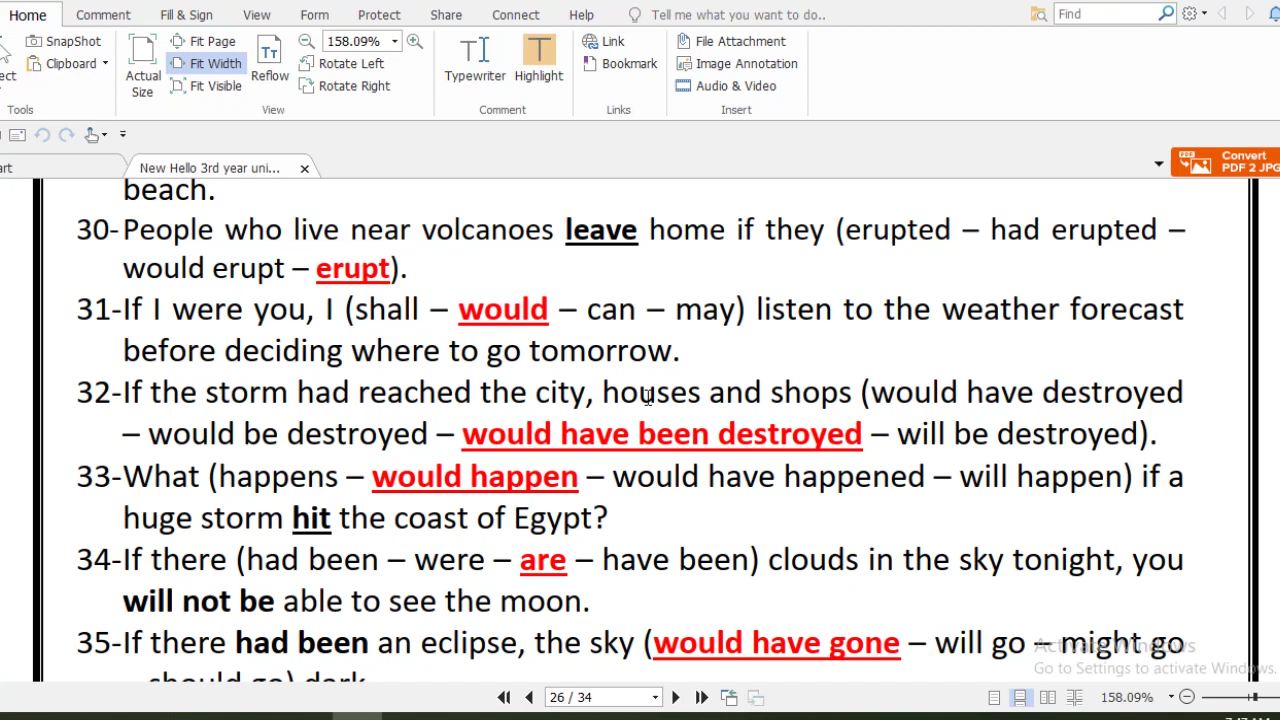 Home Comment Fill & Sign View Form Protect Share Connect Help Tell me what you want to do.. Find
SnapShot Fit Page 158.09% Link File Attachment
Clipboard Actual Size Fit Width Reflow Rotate Left Typewriter Highlight Bookmark Image Annotation
Fit Visible Rotate Right Audio & Video
Tools View Comment Links Insert
New Hello 3rd year uni... Convert
PDF 2 JPG
beach.
30-People who live near volcanoes leave home if they (erupted – had erupted –
would erupt – erupt).
31-If I were you, I (shall – would – can – may) listen to the weather forecast
before deciding where to go tomorrow.
32-If the storm had reached the city, houses and shops (would have destroyed
– would be destroyed – would have been destroyed – will be destroyed).
33-What (happens – would happen – would have happened – will happen) if a
huge storm hit the coast of Egypt?
34-If there (had been – were – are – have been) clouds in the sky tonight, you
will not be able to see the moon.
35-If there had been an eclipse, the sky (would have gone – will go – might go
Activate Windows
– should go) dark.
Go to Settings to activate Windows.
26 / 34 158.09%